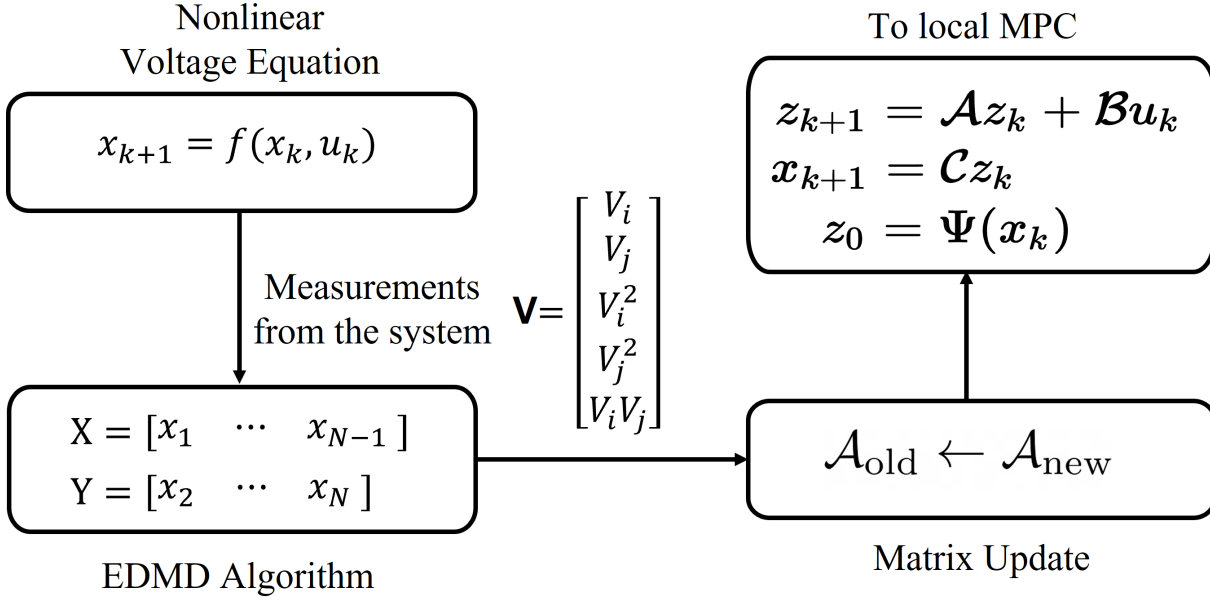 Nonlinear
Voltage Equation
x_{k+1} = f(x_k, u_k)
Measurements
from the system
X = [x_1 ⋯ x_{N−1} ]
Y = [x_2 ⋯ x_N ]
EDMD Algorithm
V= [ V_i
V_j
V_i^2
V_j^2
V_iV_j ]
To local MPC
z_{k+1} = 𝓐z_k + 𝓑u_k
x_{k+1} = 𝓒z_k
z_0 = Ψ(x_k)
𝒜_old ← 𝒜_new
Matrix Update